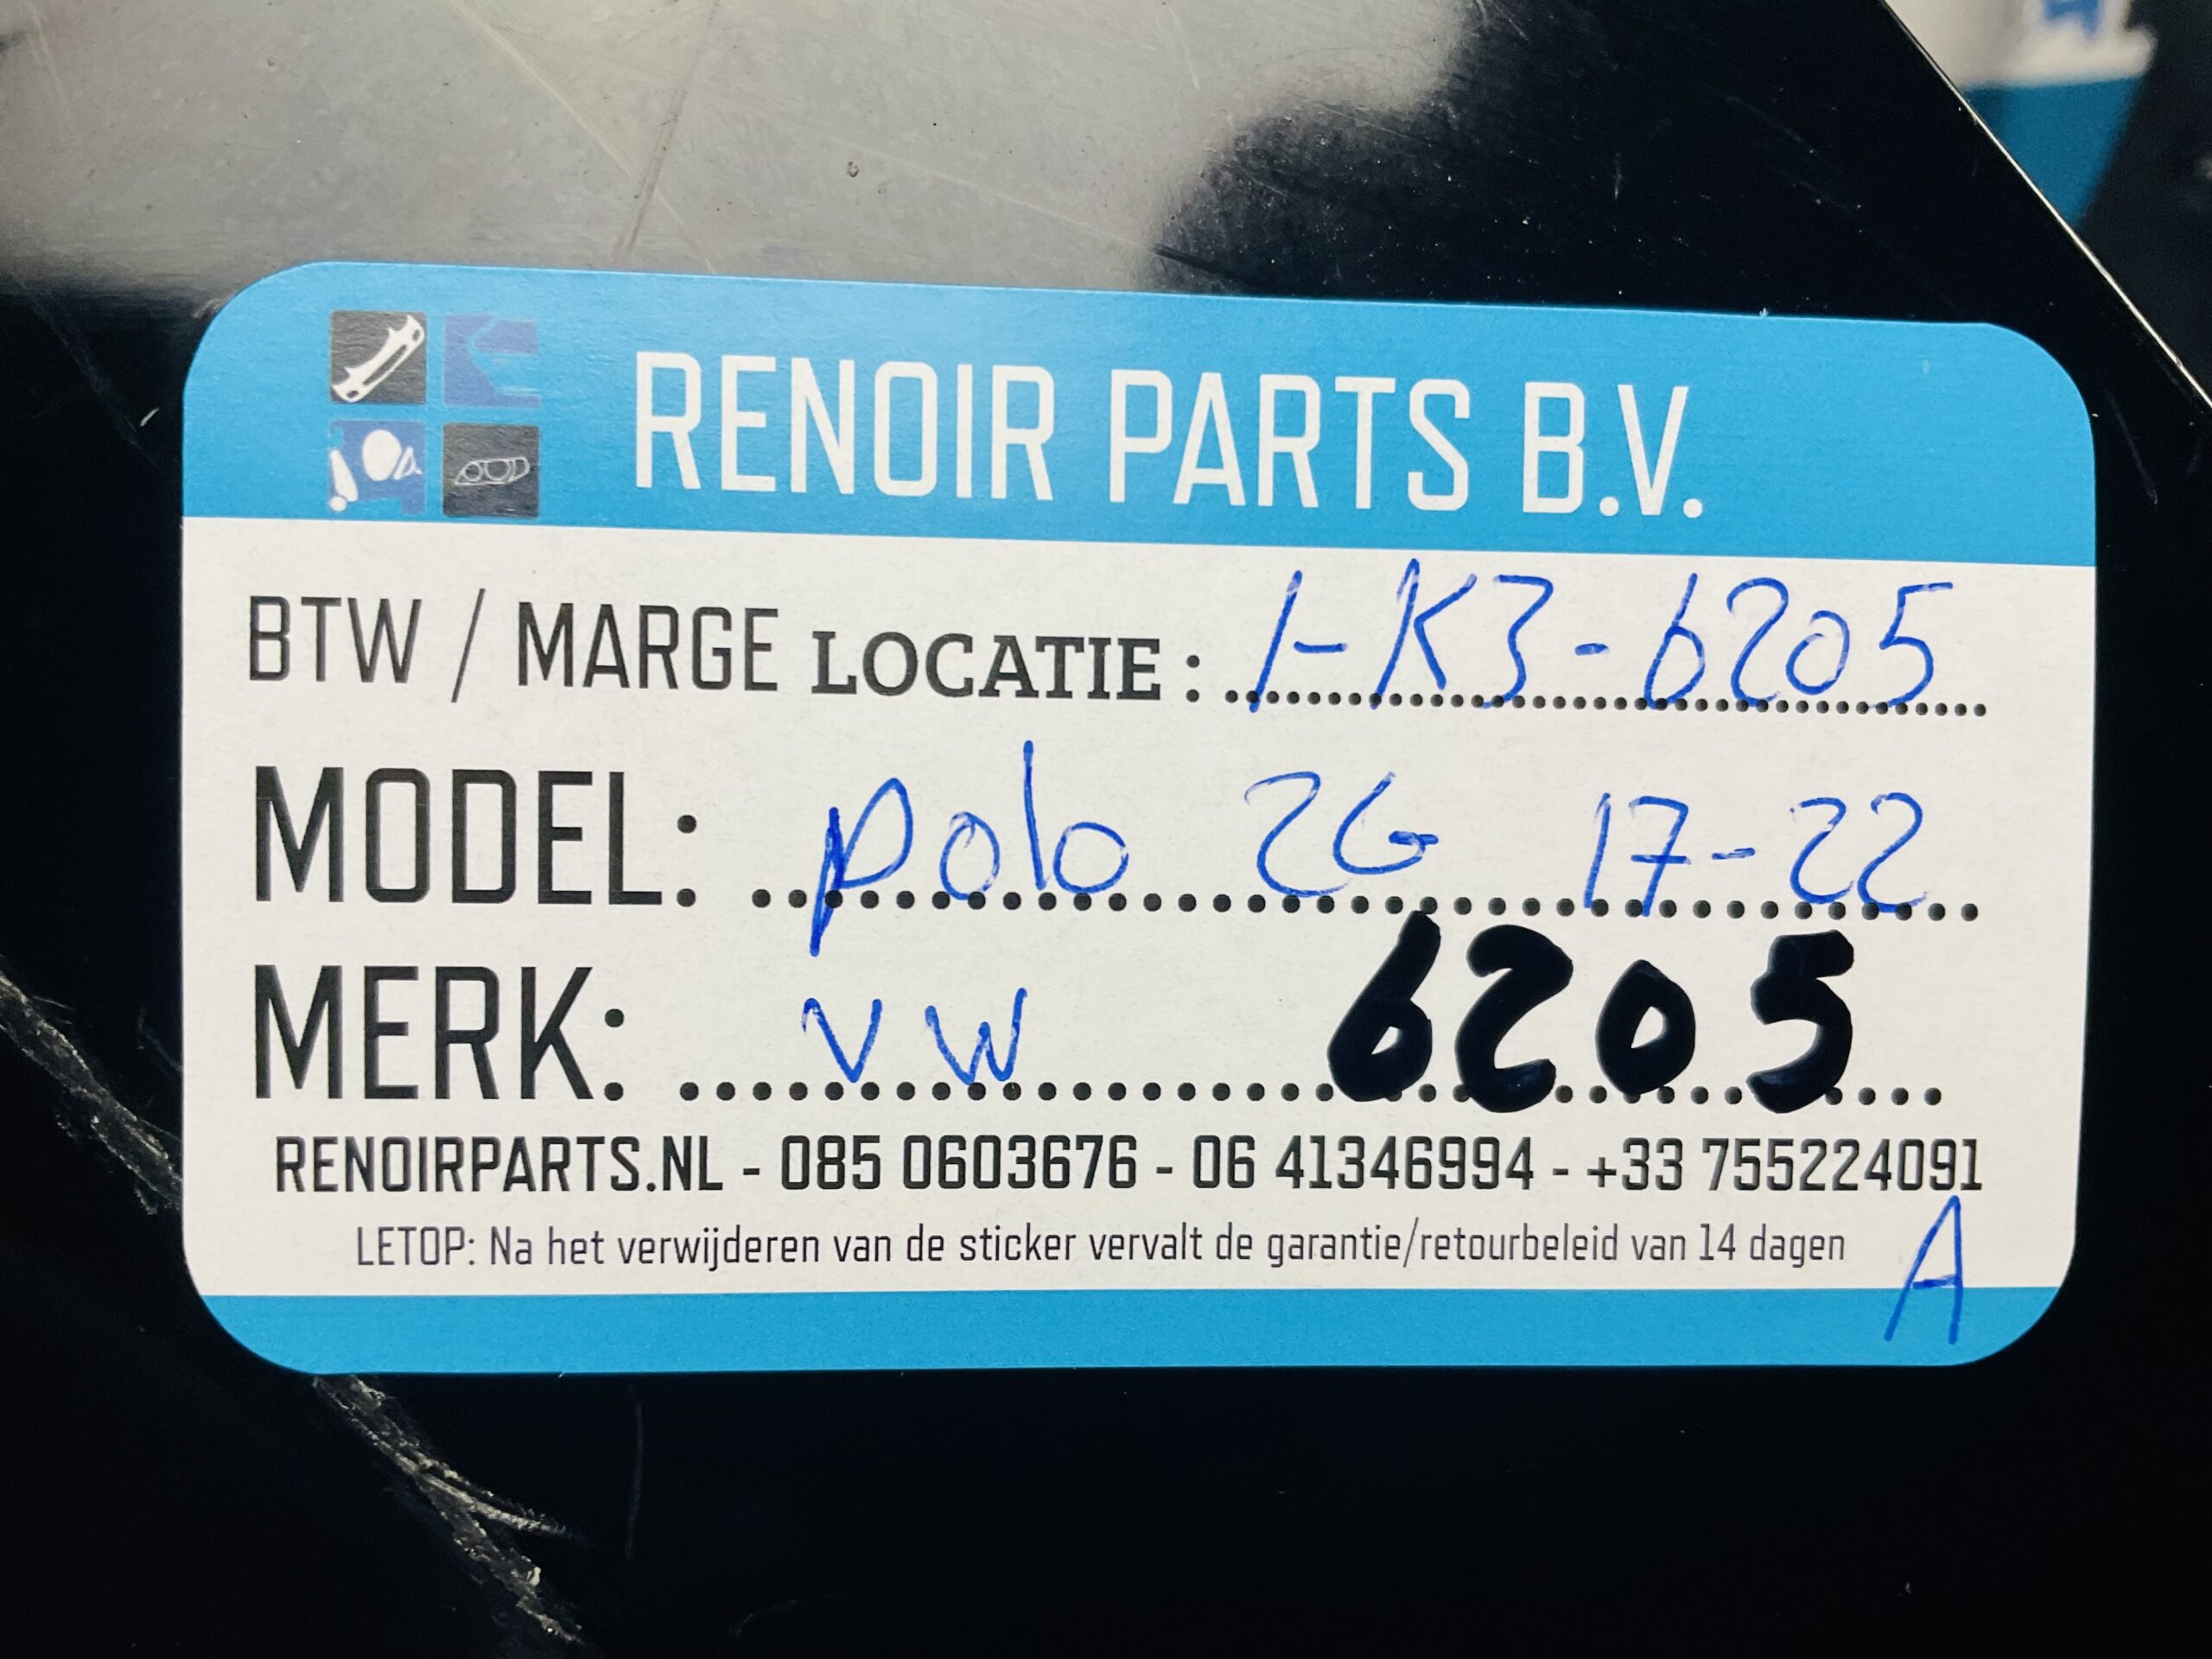 RENOIR PARTS B.V.
BTW / MARGE LOCATIE: 1-K3-6205
MODEL: polo 2G 17-22
MERK: VW 6205
RENOIRPARTS.NL - 085 0603676 - 06 41346994 - +33 755224091
LETOP: Na het verwijderen van de sticker vervalt de garantie/retourbeleid van 14 dagen
A